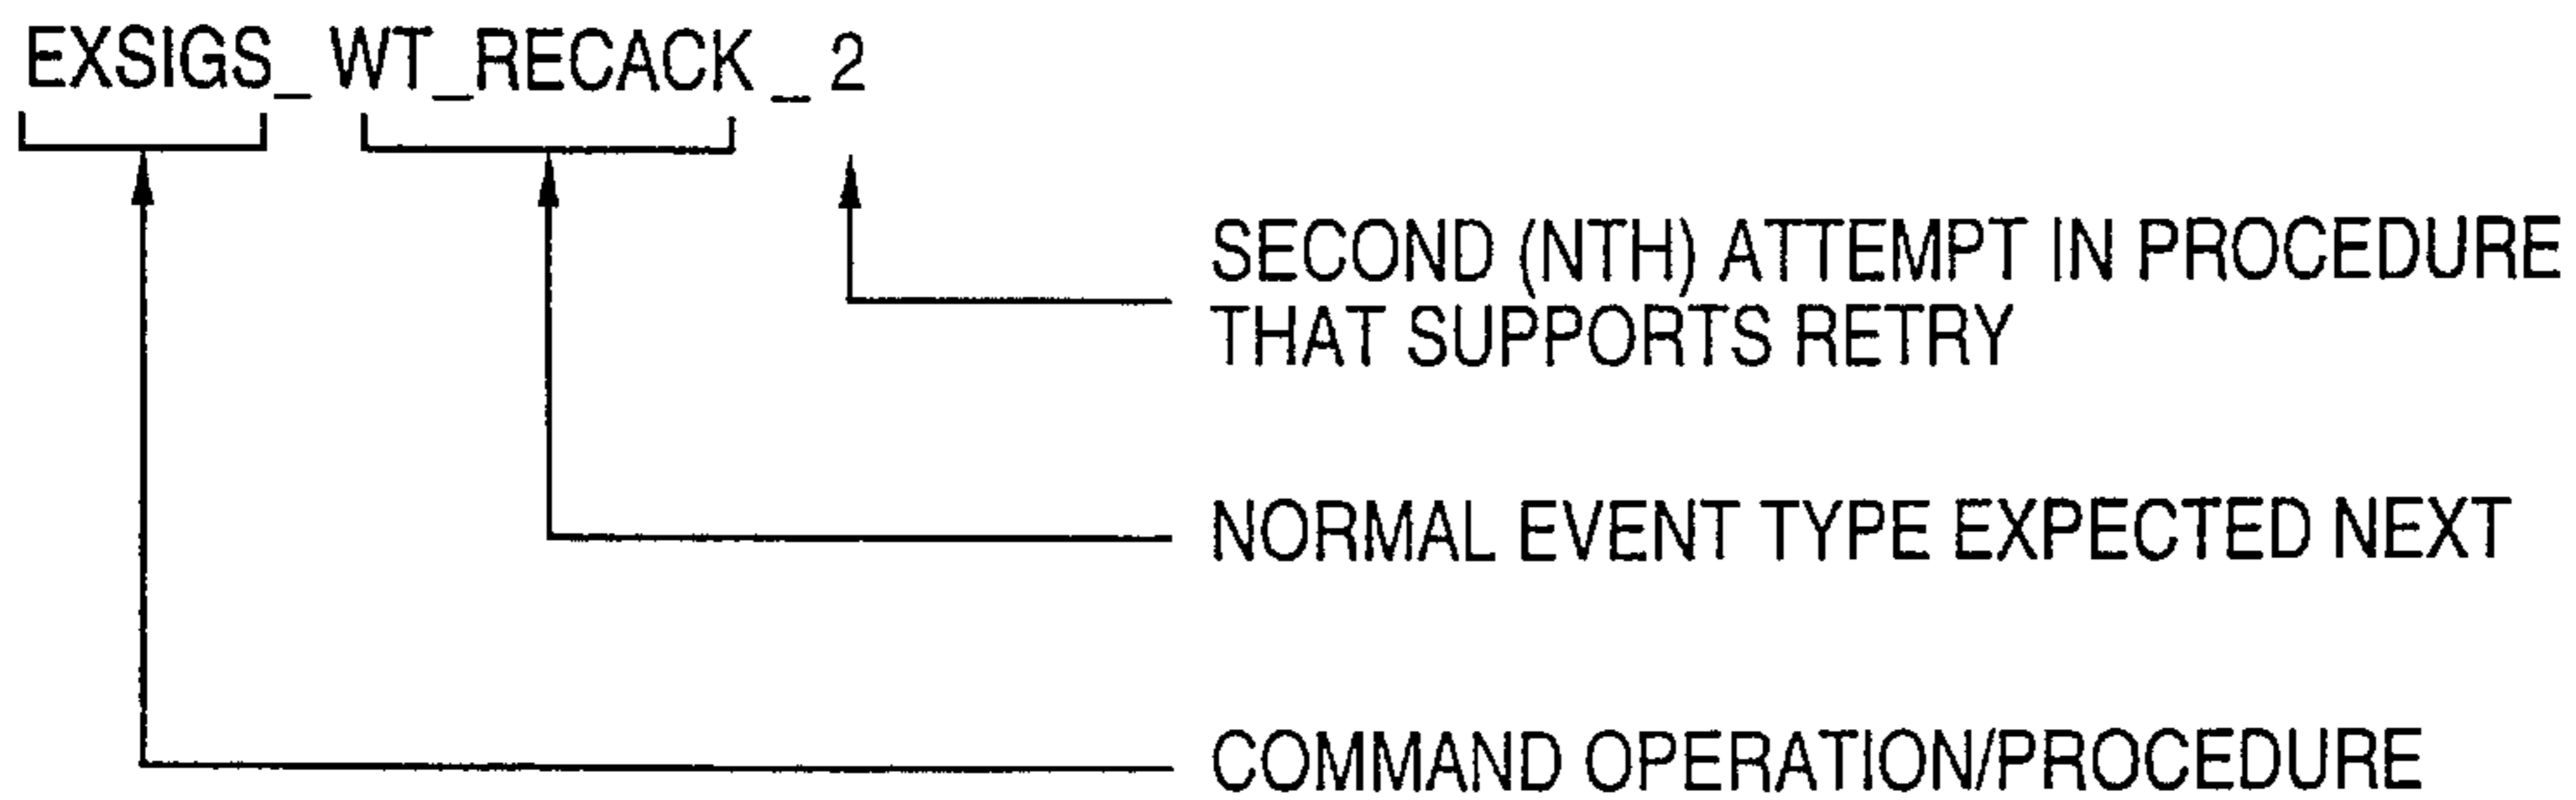 EXSIGS_WT_RECACK_2
SECOND (NTH) ATTEMPT IN PROCEDURE
THAT SUPPORTS RETRY
NORMAL EVENT TYPE EXPECTED NEXT
COMMAND OPERATION/PROCEDURE